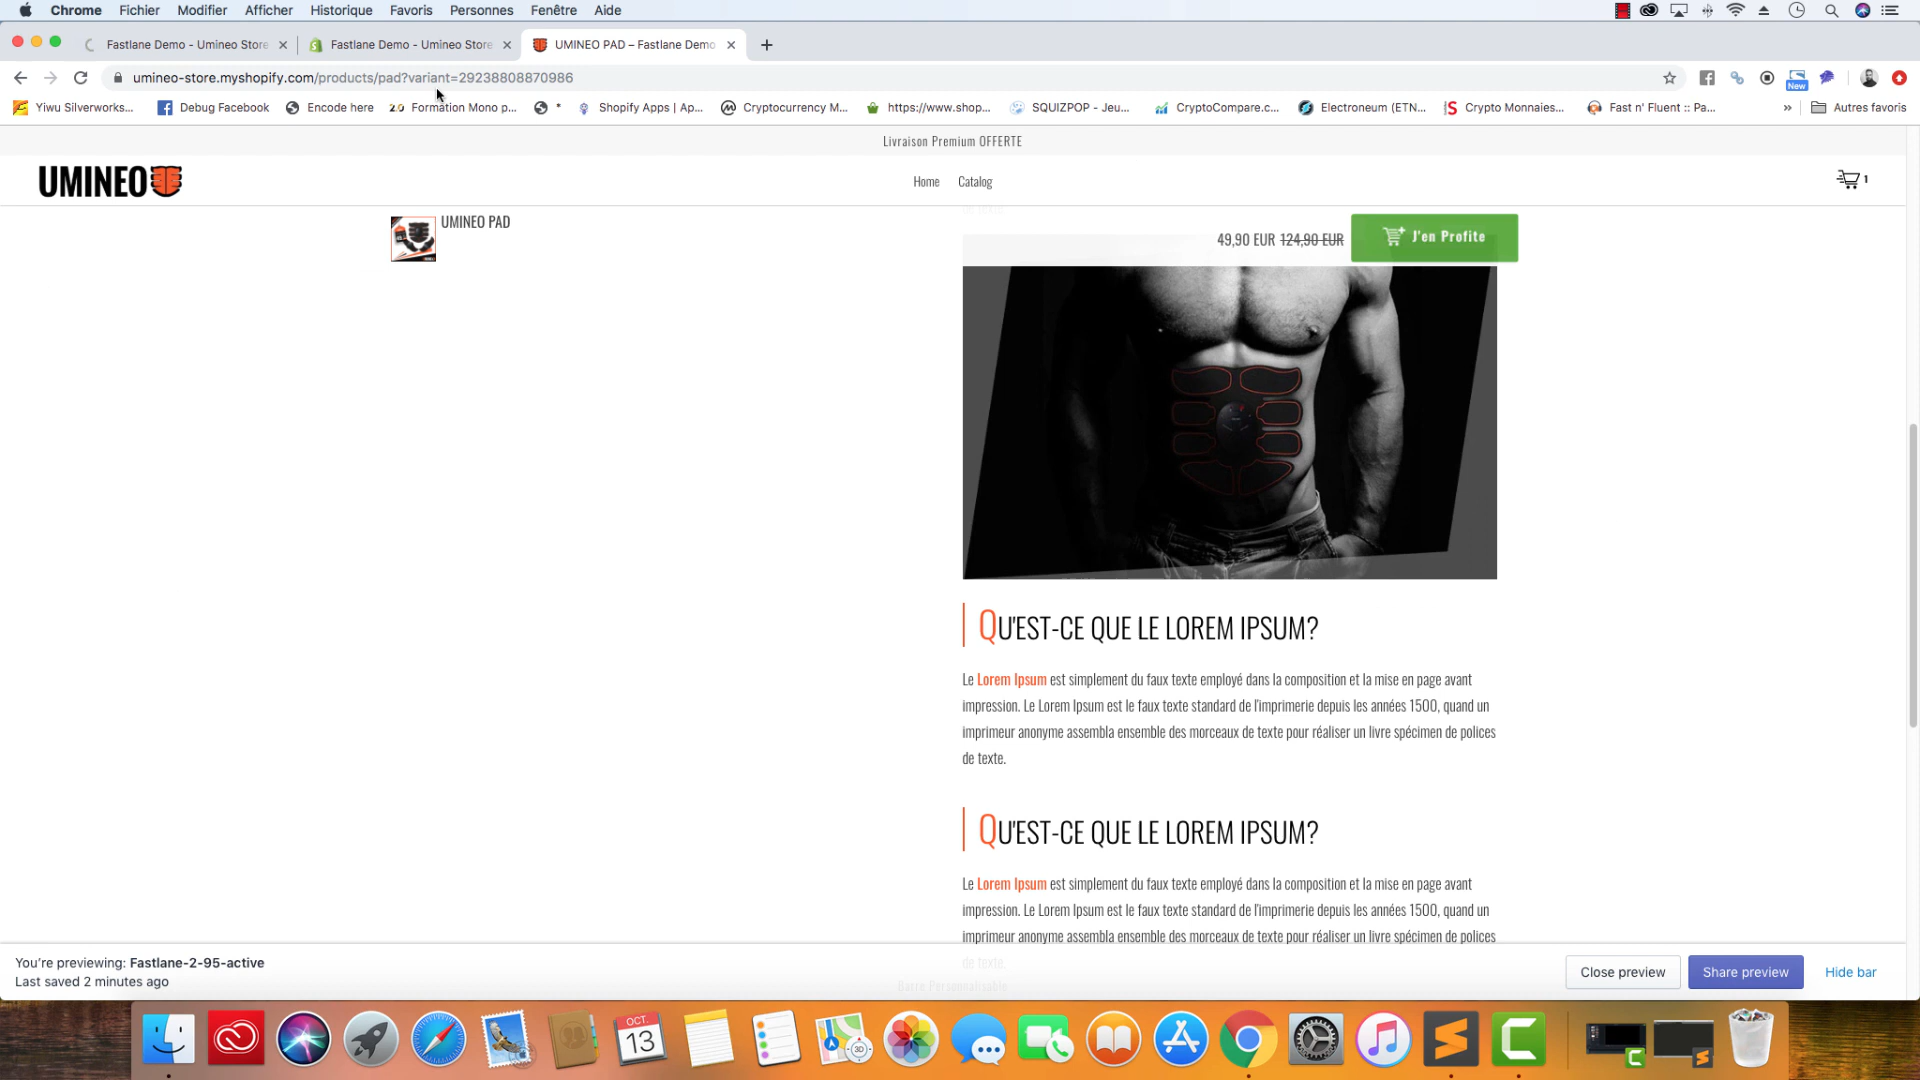 Chrome Fichier Modifier Afficher Historique Favoris Personnes Fenêtre Aide
Fastlane Demo - Umineo Store
Fastlane Demo - Umineo Store
UMINEO PAD – Fastlane Demo
umineo-store.myshopify.com/products/pad?variant=29238808870986
New
Yiwu Silverworks...
Debug Facebook
Encode here
2.0 Formation Mono p...
*
Shopify Apps | Ap...
Cryptocurrency M...
https://www.shop...
SQUIZPOP - Jeu...
CryptoCompare.c...
Electroneum (ETN...
Crypto Monnaies...
Fast n' Fluent :: Pa...
»
Autres favoris
Livraison Premium OFFERTE
UMINEO
Home
Catalog
1
de texte.
UMINEO PAD
49,90 EUR 124,90 EUR
J'en Profite
QU'EST-CE QUE LE LOREM IPSUM?
Le Lorem Ipsum est simplement du faux texte employé dans la composition et la mise en page avant
impression. Le Lorem Ipsum est le faux texte standard de l'imprimerie depuis les années 1500, quand un
imprimeur anonyme assembla ensemble des morceaux de texte pour réaliser un livre spécimen de polices
de texte.
QU'EST-CE QUE LE LOREM IPSUM?
Le Lorem Ipsum est simplement du faux texte employé dans la composition et la mise en page avant
impression. Le Lorem Ipsum est le faux texte standard de l'imprimerie depuis les années 1500, quand un
imprimeur anonyme assembla ensemble des morceaux de texte pour réaliser un livre spécimen de polices
de texte.
Barre Personnalisable
You're previewing: Fastlane-2-95-active
Last saved 2 minutes ago
Close preview
Share preview
Hide bar
OCT.
13
3D